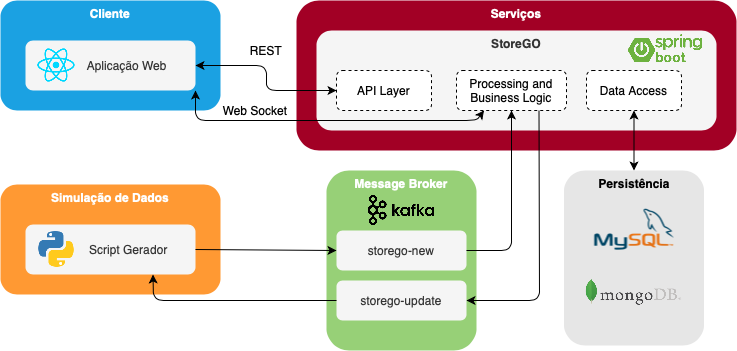 Cliente
Aplicação Web
REST
Web Socket
Serviços
StoreGO
spring
boot
API Layer
Processing and
Business Logic
Data Access
Simulação de Dados
Script Gerador
Message Broker
kafka
storego-new
storego-update
Persistência
MySQL
mongoDB.